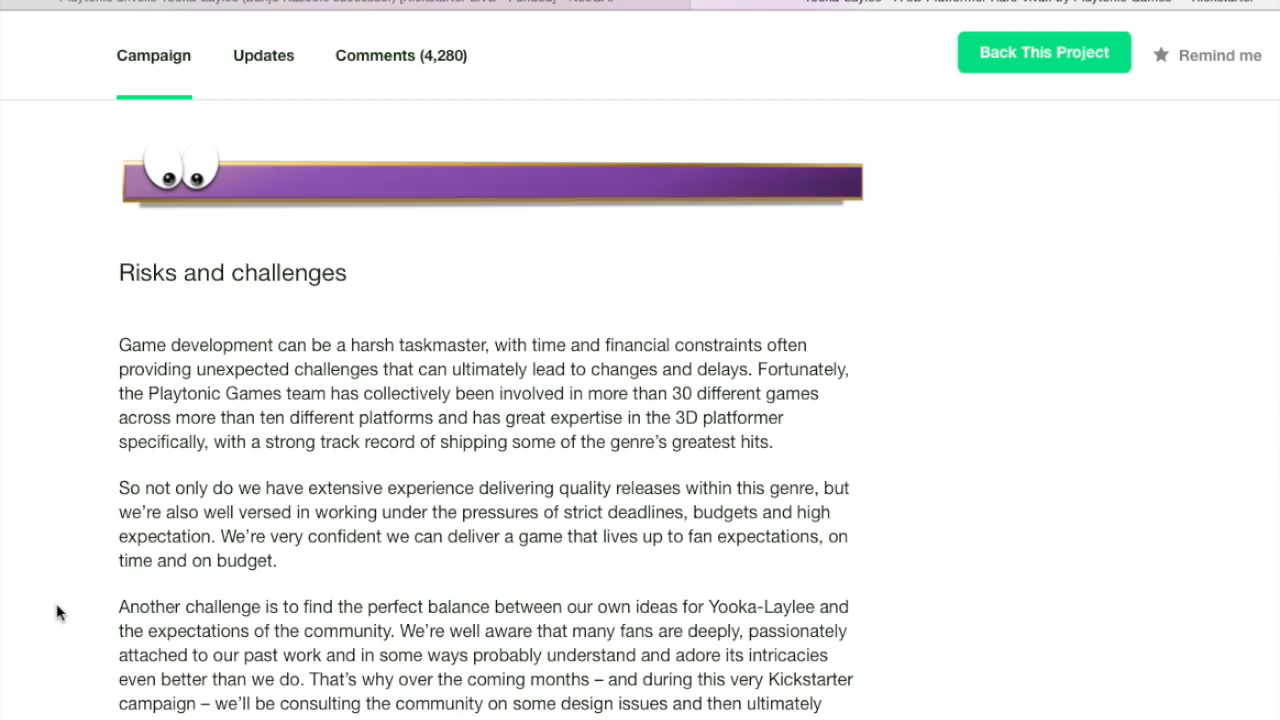 Campaign Updates Comments (4,280) Back This Project Remind me
Risks and challenges
Game development can be a harsh taskmaster, with time and financial constraints often
providing unexpected challenges that can ultimately lead to changes and delays. Fortunately,
the Playtonic Games team has collectively been involved in more than 30 different games
across more than ten different platforms and has great expertise in the 3D platformer
specifically, with a strong track record of shipping some of the genre’s greatest hits.
So not only do we have extensive experience delivering quality releases within this genre, but
we’re also well versed in working under the pressures of strict deadlines, budgets and high
expectation. We’re very confident we can deliver a game that lives up to fan expectations, on
time and on budget.
Another challenge is to find the perfect balance between our own ideas for Yooka-Laylee and
the expectations of the community. We’re well aware that many fans are deeply, passionately
attached to our past work and in some ways probably understand and adore its intricacies
even better than we do. That’s why over the coming months – and during this very Kickstarter
campaign – we’ll be consulting the community on some design issues and then ultimately